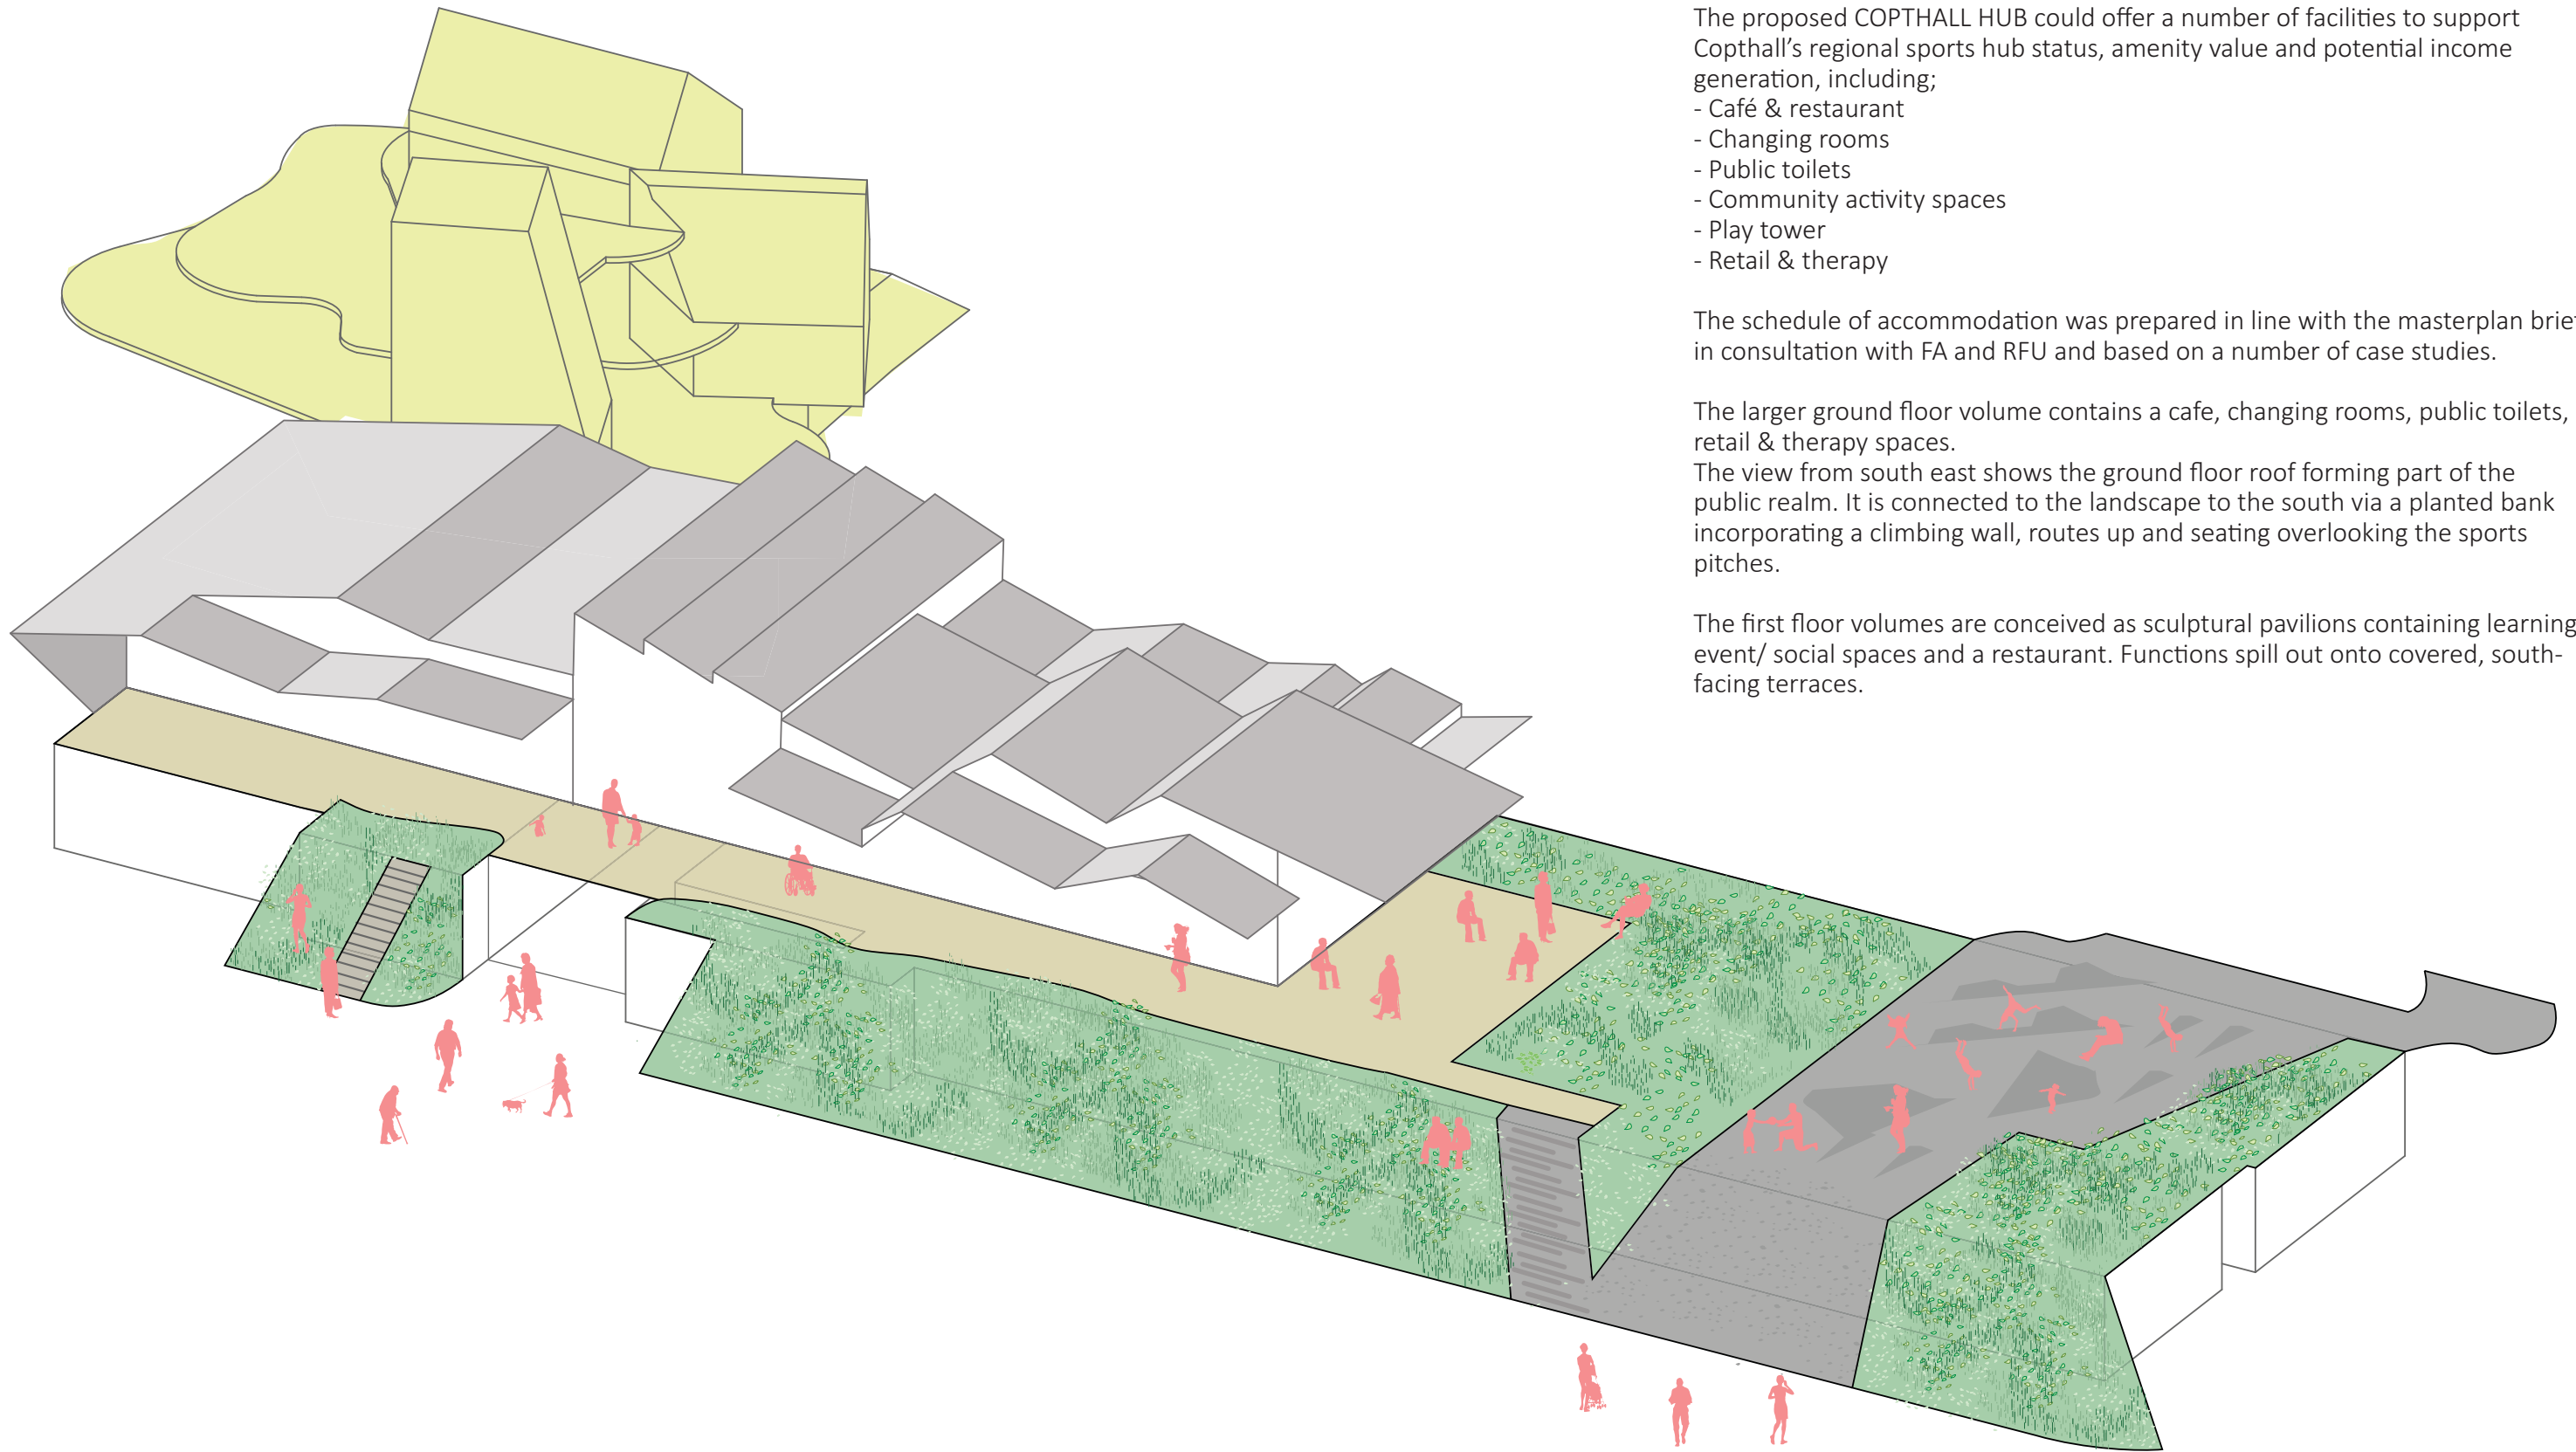 The proposed COPTHALL HUB could offer a number of facilities to support
Copthall’s regional sports hub status, amenity value and potential income
generation, including;
- Café & restaurant
- Changing rooms
- Public toilets
- Community activity spaces
- Play tower
- Retail & therapy
The schedule of accommodation was prepared in line with the masterplan brief
in consultation with FA and RFU and based on a number of case studies.
The larger ground floor volume contains a cafe, changing rooms, public toilets,
retail & therapy spaces.
The view from south east shows the ground floor roof forming part of the
public realm. It is connected to the landscape to the south via a planted bank
incorporating a climbing wall, routes up and seating overlooking the sports
pitches.
The first floor volumes are conceived as sculptural pavilions containing learning
event/ social spaces and a restaurant. Functions spill out onto covered, south-
facing terraces.